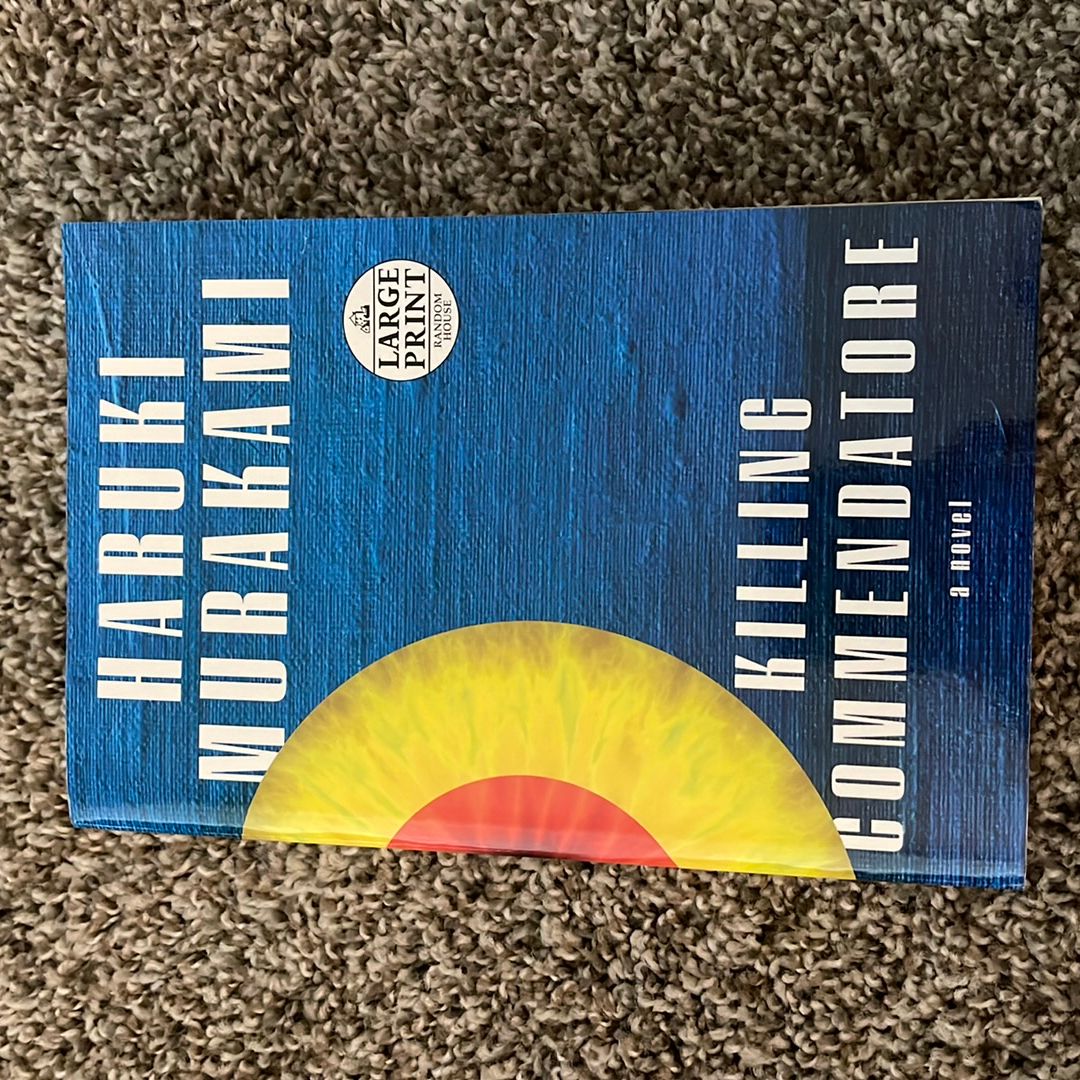 HARUKI
MURAKAMI
LARGE
PRINT
RANDOM
HOUSE
KILLING
COMMENDATORE
a novel